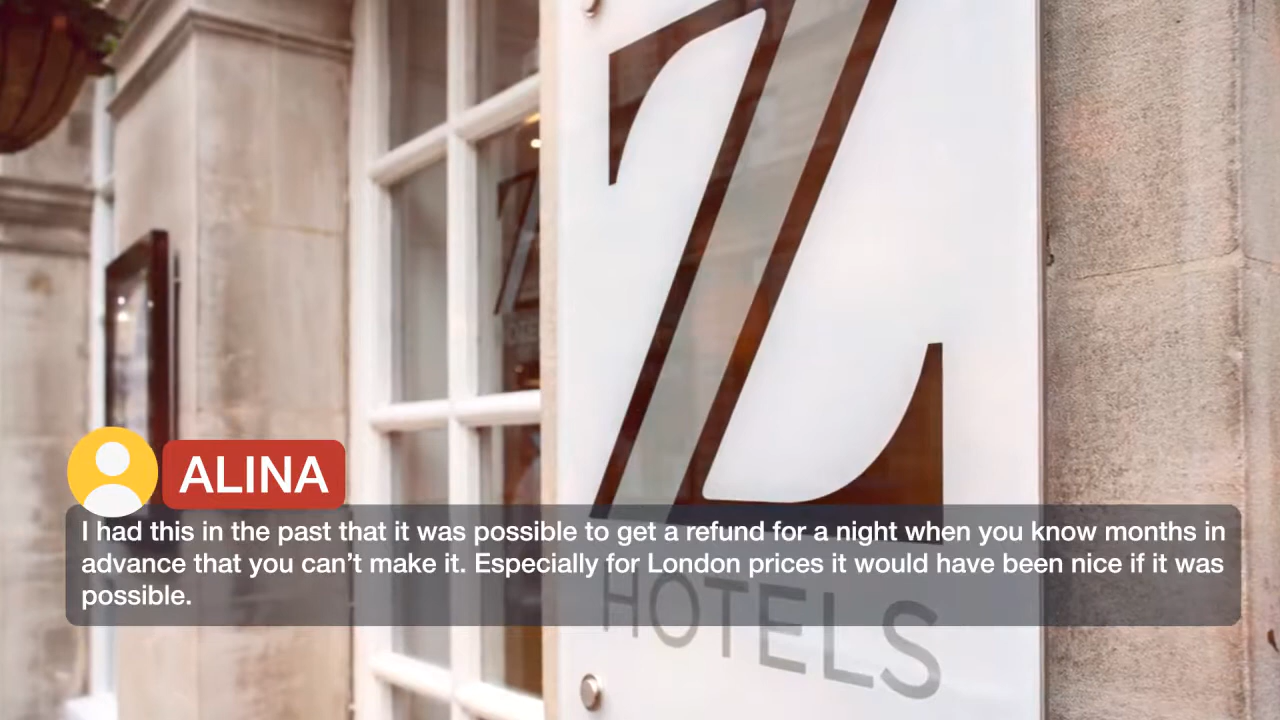 Z
ALINA
I had this in the past that it was possible to get a refund for a night when you know months in
advance that you can’t make it. Especially for London prices it would have been nice if it was
possible.
HOTELS